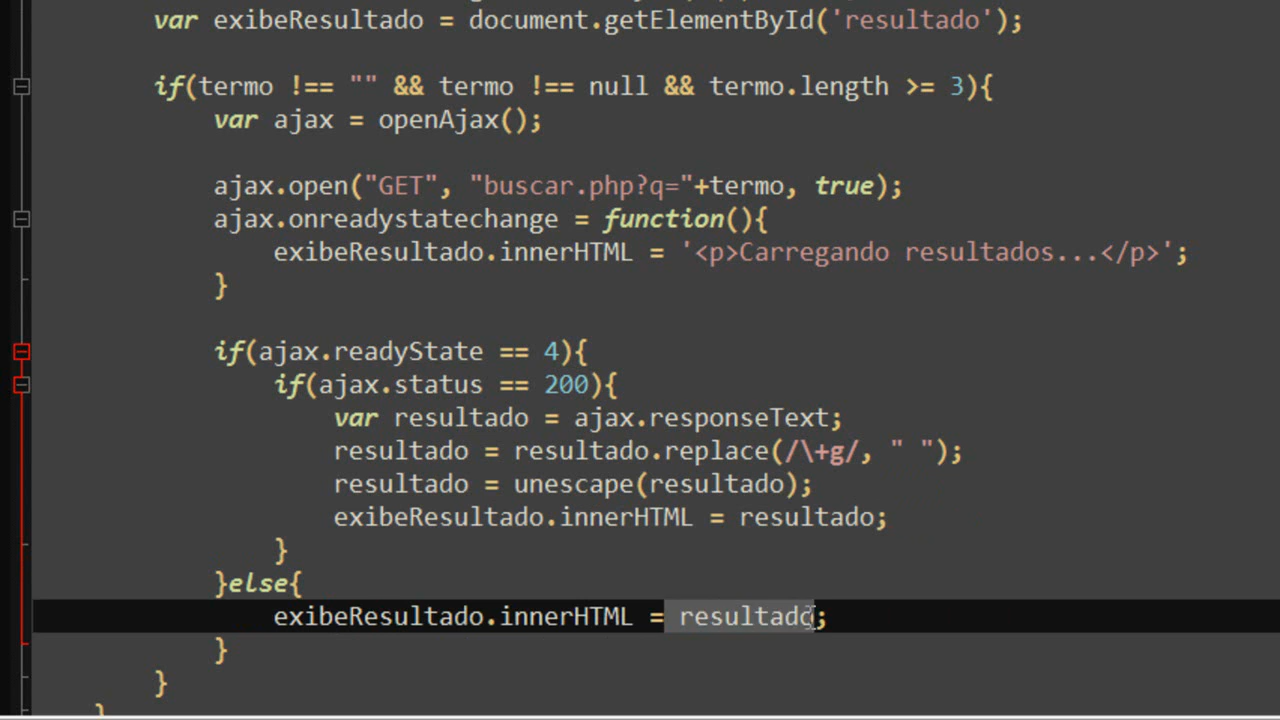 var exibeResultado = document.getElementById('resultado');
if(termo !== "" && termo !== null && termo.length >= 3){
var ajax = openAjax();
ajax.open("GET", "buscar.php?q="+termo, true);
ajax.onreadystatechange = function(){
exibeResultado.innerHTML = '<p>Carregando resultados...</p>';
}
if(ajax.readyState == 4){
if(ajax.status == 200){
var resultado = ajax.responseText;
resultado = resultado.replace(/\+g/, " ");
resultado = unescape(resultado);
exibeResultado.innerHTML = resultado;
}
}else{
exibeResultado.innerHTML = resultado;
}
}
}